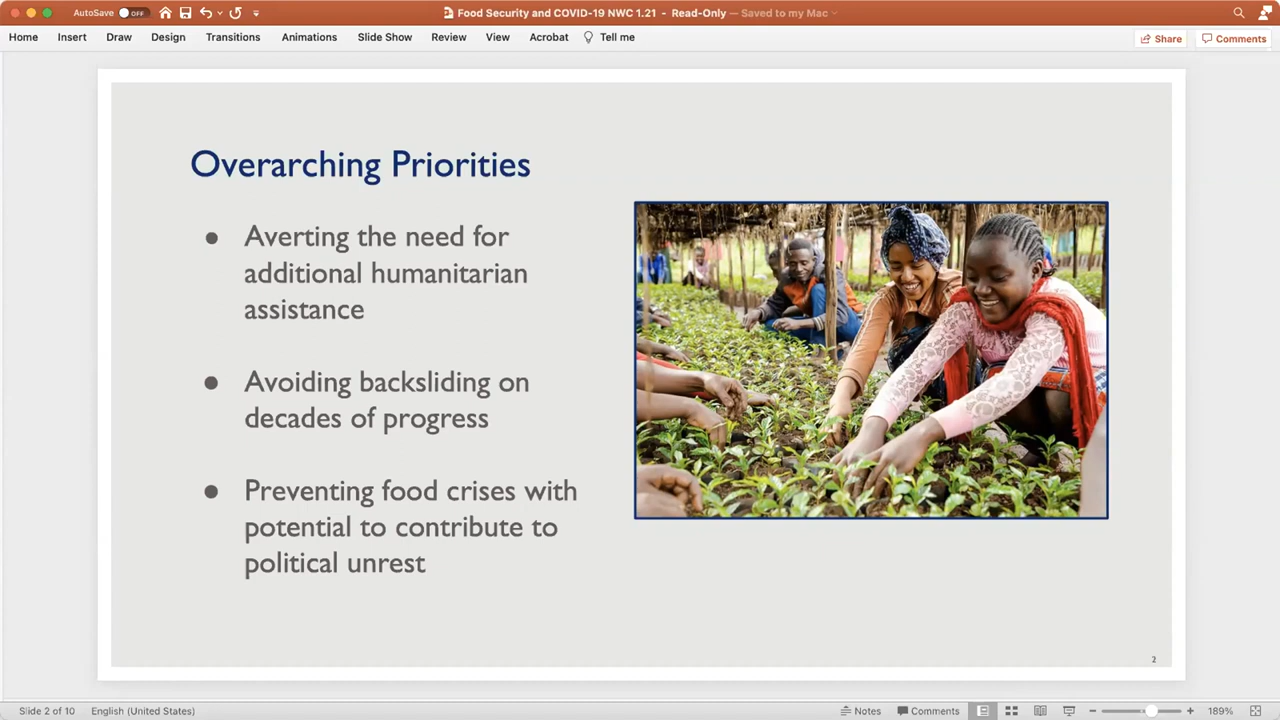 AutoSave OFF
Food Security and COVID-19 NWC 1.21 - Read-Only — Saved to my Mac
Home Insert Draw Design Transitions Animations Slide Show Review View Acrobat Tell me
Share Comments
Overarching Priorities
● Averting the need for
additional humanitarian
assistance
● Avoiding backsliding on
decades of progress
● Preventing food crises with
potential to contribute to
political unrest
2
Slide 2 of 10 English (United States) Notes Comments 189%